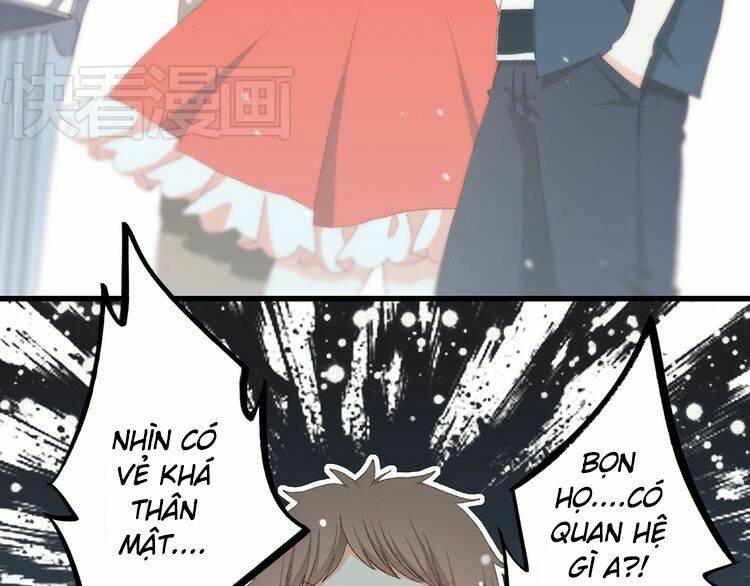 快看漫画
NHÌN CÓ
VẺ KHÁ
THÂN
MẬT....
BỌN
HỌ....CÓ
QUAN HỆ
GÌ A?!